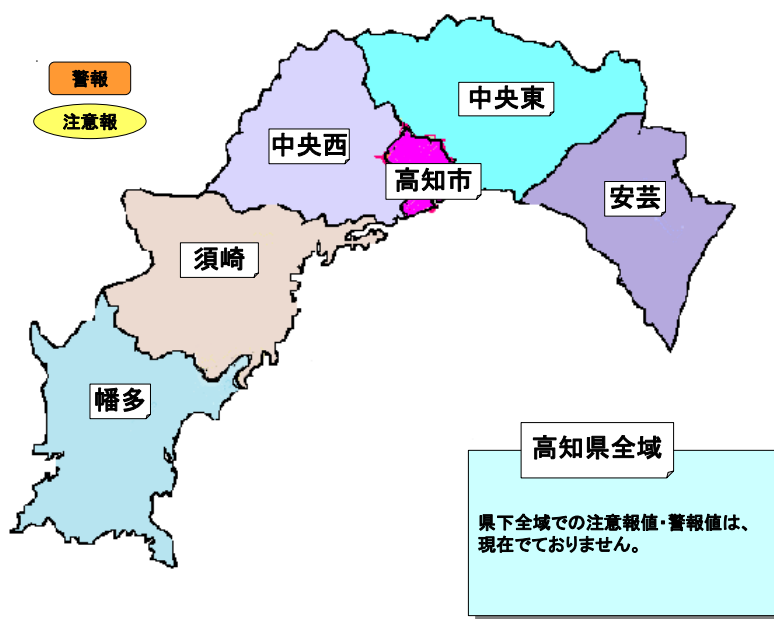 警報
注意報
中央東
中央西
高知市
安芸
須崎
幡多
高知県全域
県下全域での注意報値・警報値は、
現在でておりません。